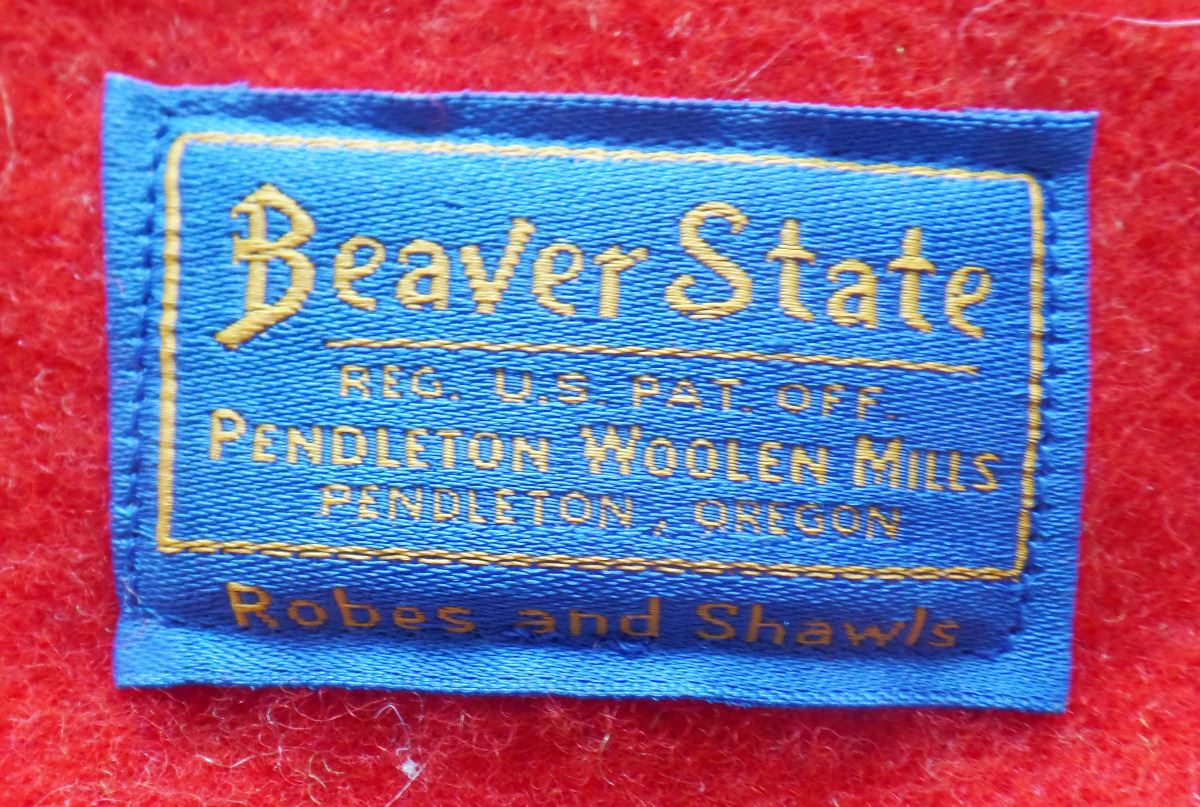 Beaver State
REG. U.S. PAT. OFF.
PENDLETON WOOLEN MILLS
PENDLETON, OREGON
Robes and Shawls